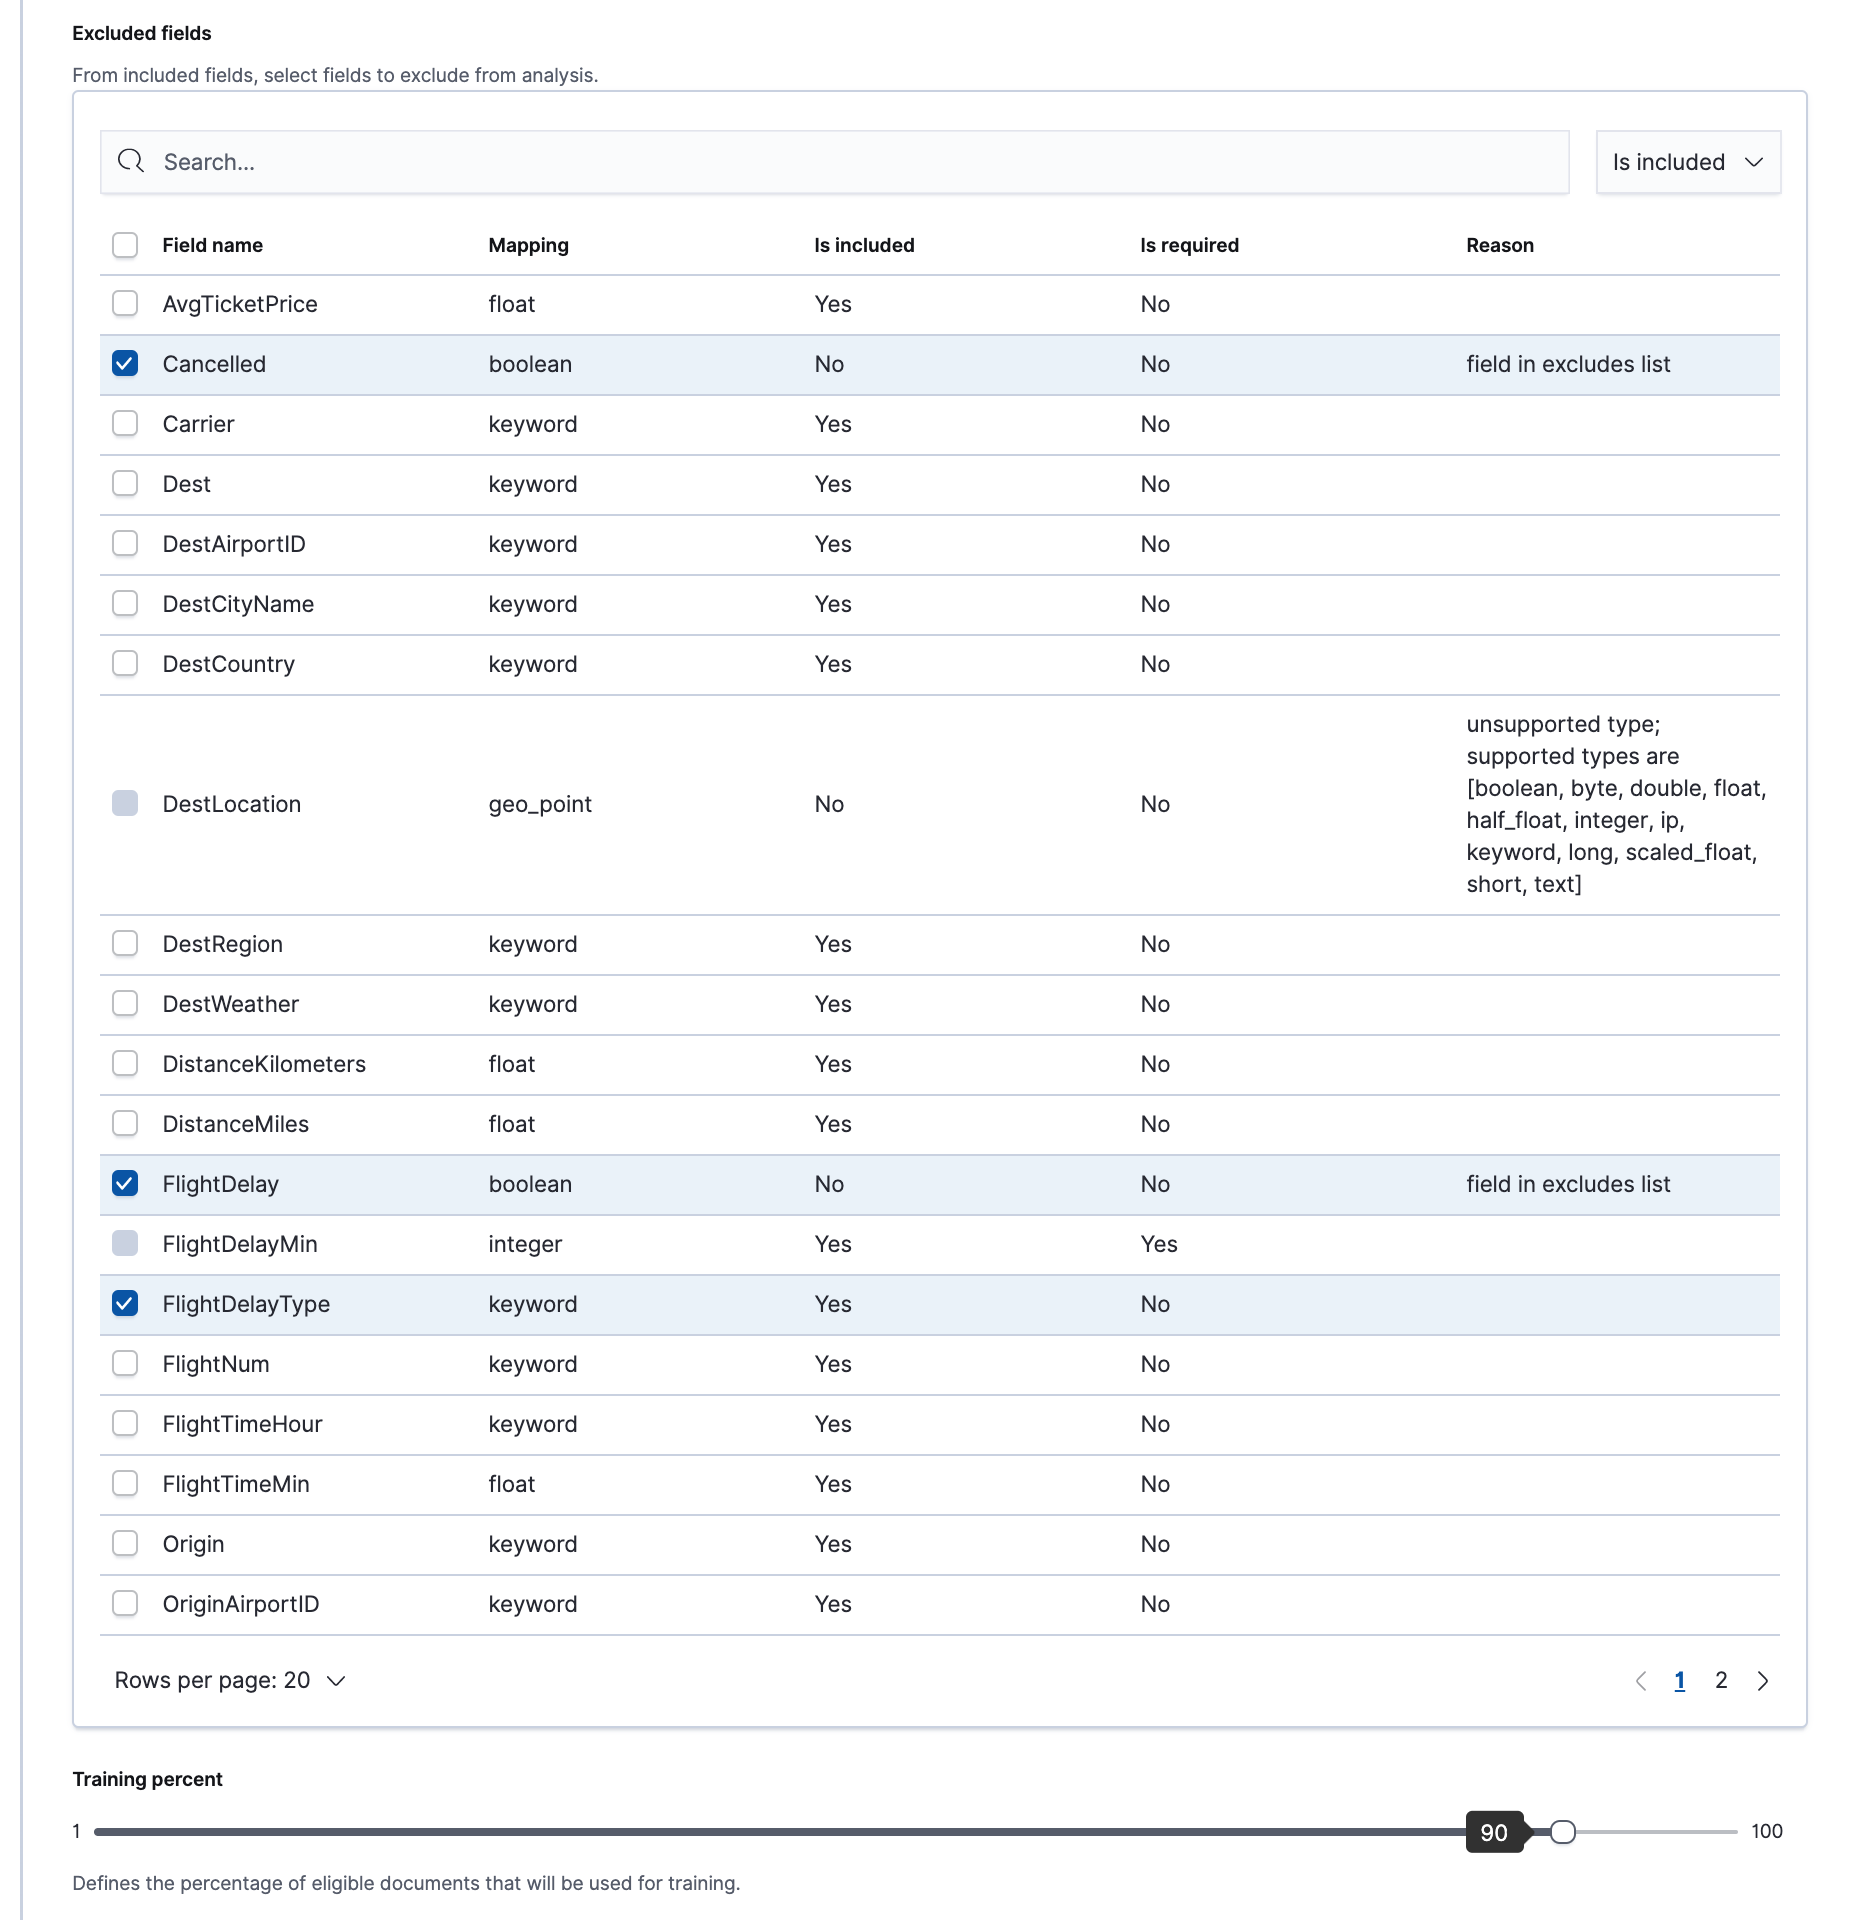 Excluded fields
From included fields, select fields to exclude from analysis.
Search...
Is included
Field name Mapping Is included Is required Reason
AvgTicketPrice float Yes No
Cancelled boolean No No field in excludes list
Carrier keyword Yes No
Dest keyword Yes No
DestAirportID keyword Yes No
DestCityName keyword Yes No
DestCountry keyword Yes No
DestLocation geo_point No No unsupported type;
supported types are
[boolean, byte, double, float,
half_float, integer, ip,
keyword, long, scaled_float,
short, text]
DestRegion keyword Yes No
DestWeather keyword Yes No
DistanceKilometers float Yes No
DistanceMiles float Yes No
FlightDelay boolean No No field in excludes list
FlightDelayMin integer Yes Yes
FlightDelayType keyword Yes No
FlightNum keyword Yes No
FlightTimeHour keyword Yes No
FlightTimeMin float Yes No
Origin keyword Yes No
OriginAirportID keyword Yes No
Rows per page: 20
1 2
Training percent
1 90 100
Defines the percentage of eligible documents that will be used for training.